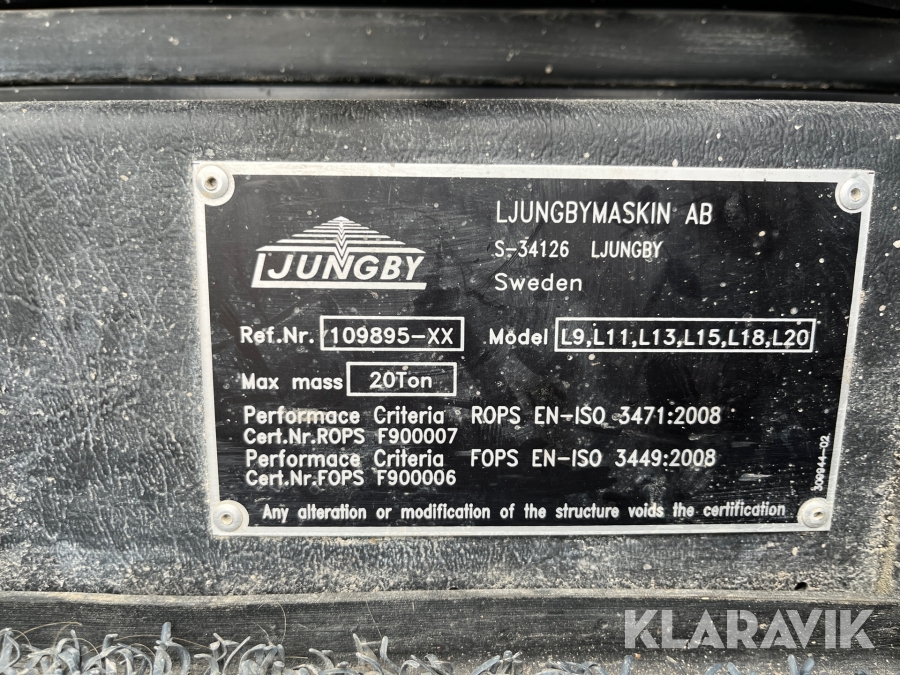 LJUNGBY
LJUNGBYMASKIN AB
S-34126 LJUNGBY
Sweden
Ref.Nr. 109895-XX Model L9,L11,L13,L15,L18,L20
Max mass 20Ton
Performace Criteria ROPS EN-ISO 3471:2008
Cert.Nr.ROPS F900007
Performace Criteria FOPS EN-ISO 3449:2008
Cert.Nr.FOPS F900006
Any alteration or modification of the structure voids the certification
309944-02
KLARAVIK